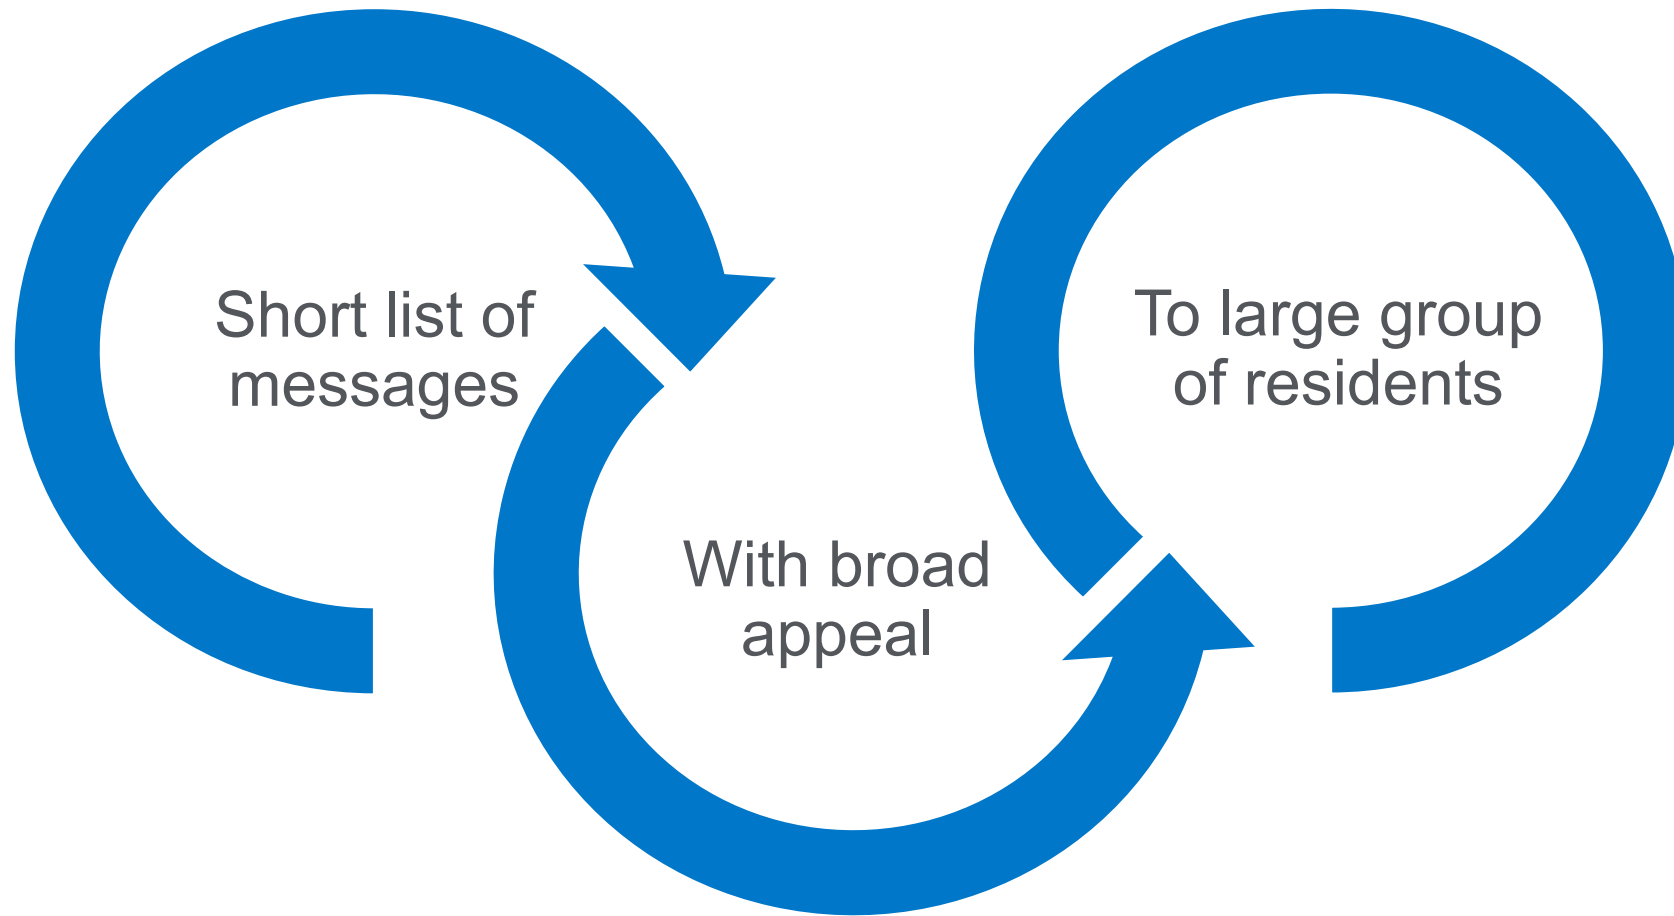 Short list of
messages
With broad
appeal
To large group
of residents